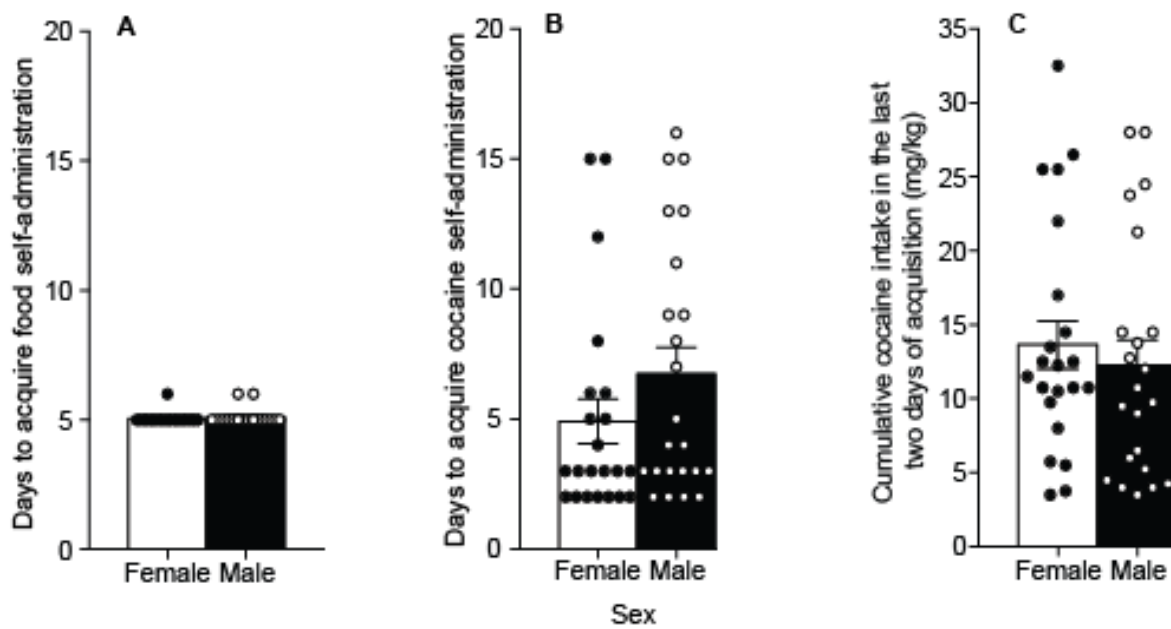 A
Days to acquire food self-administration
20
15
10
5
0
Female Male
B
Days to acquire cocaine self-administration
20
15
10
5
0
Female Male
Sex
C
Cumulative cocaine intake in the last
two days of acquisition (mg/kg)
35
30
25
20
15
10
5
0
Female Male